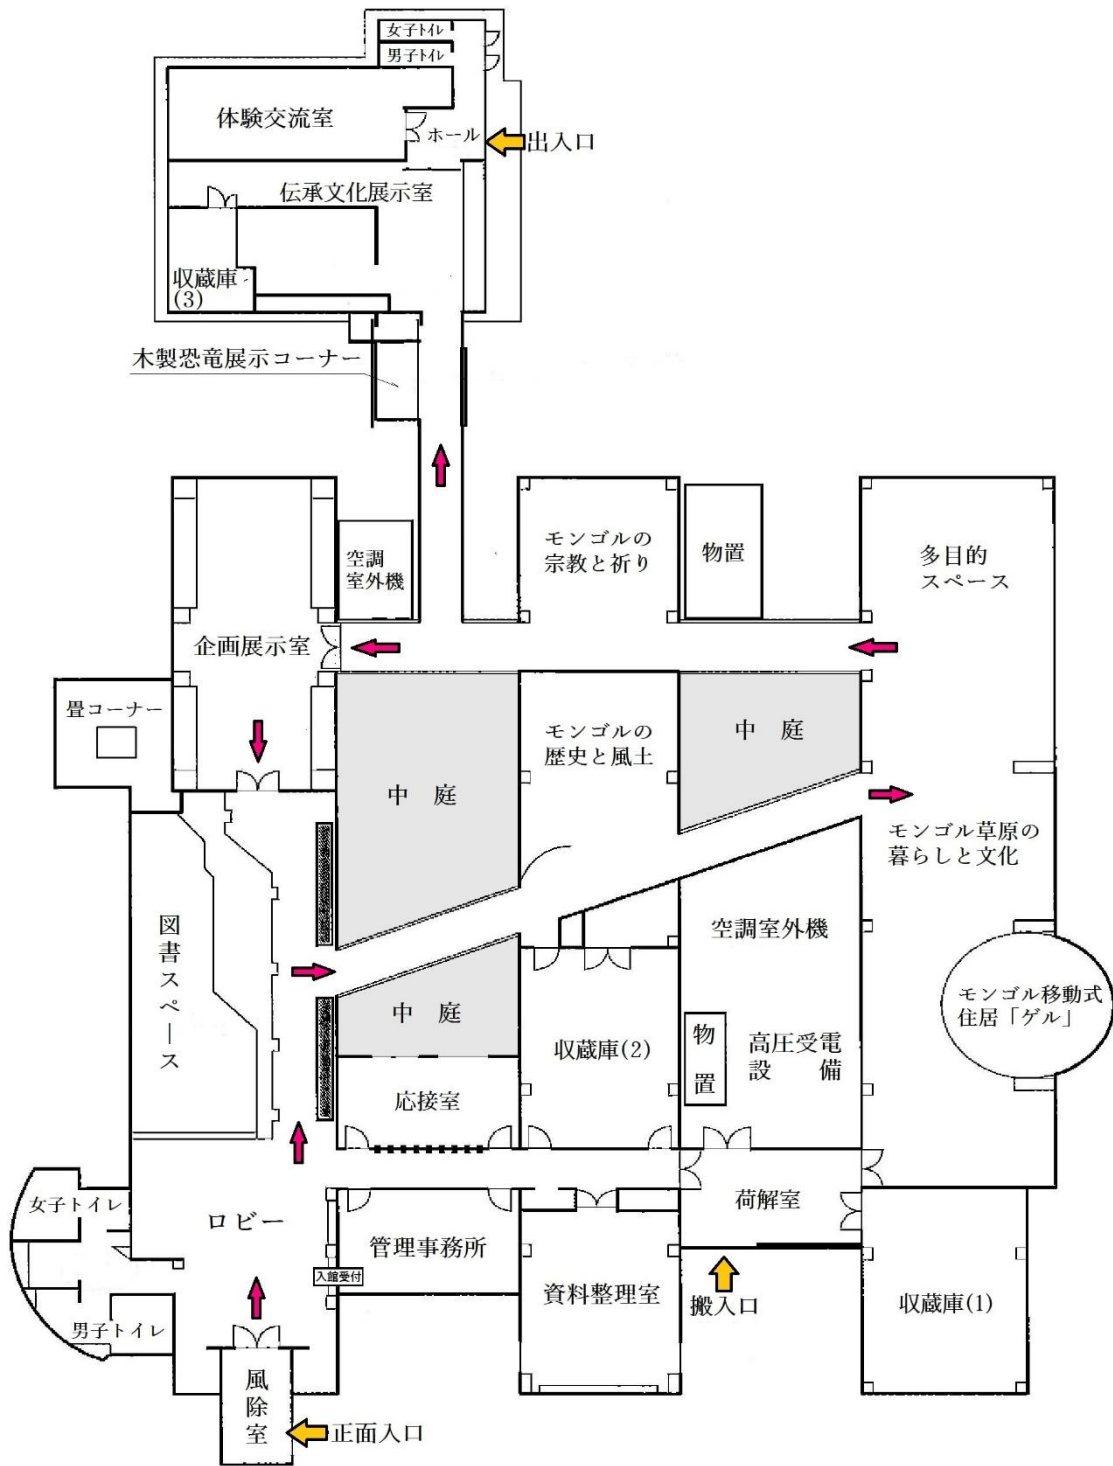 女子トイレ
男子トイレ
体験交流室
ホール
出入口
伝承文化展示室
収蔵庫
(3)
木製恐竜展示コーナー
空調
室外機
モンゴルの
宗教と祈り
物置
多目的
スペース
企画展示室
畳コーナー
中 庭
モンゴルの
歴史と風土
中 庭
モンゴル草原の
暮らしと文化
図書スペース
空調室外機
モンゴル移動式
住居「ゲル」
中 庭
収蔵庫(2)
物置
高圧受電
設 備
応接室
女子トイレ
ロビー
管理事務所
荷解室
入館受付
資料整理室
搬入口
収蔵庫(1)
男子トイレ
風除室
正面入口